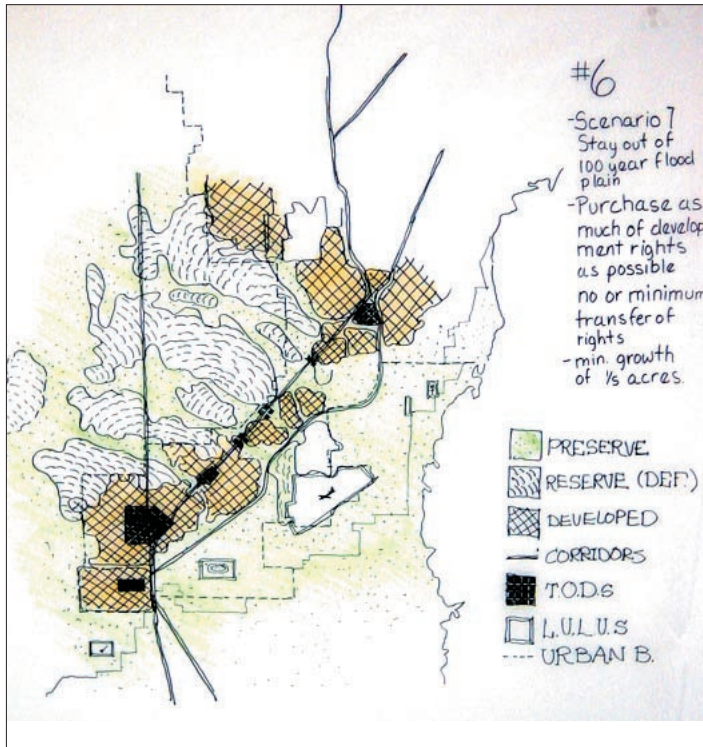 #6
-Scenario 7
Stay out of
100 year flood
plain
-Purchase as
much of develop
ment rights
as possible
no or minimum
transfer of
rights
- min. growth
of 1/5 acres.
PRESERVE
RESERVE (DEF.)
DEVELOPED
CORRIDORS
T.O.D.S
L.U.L.U.S
URBAN B.